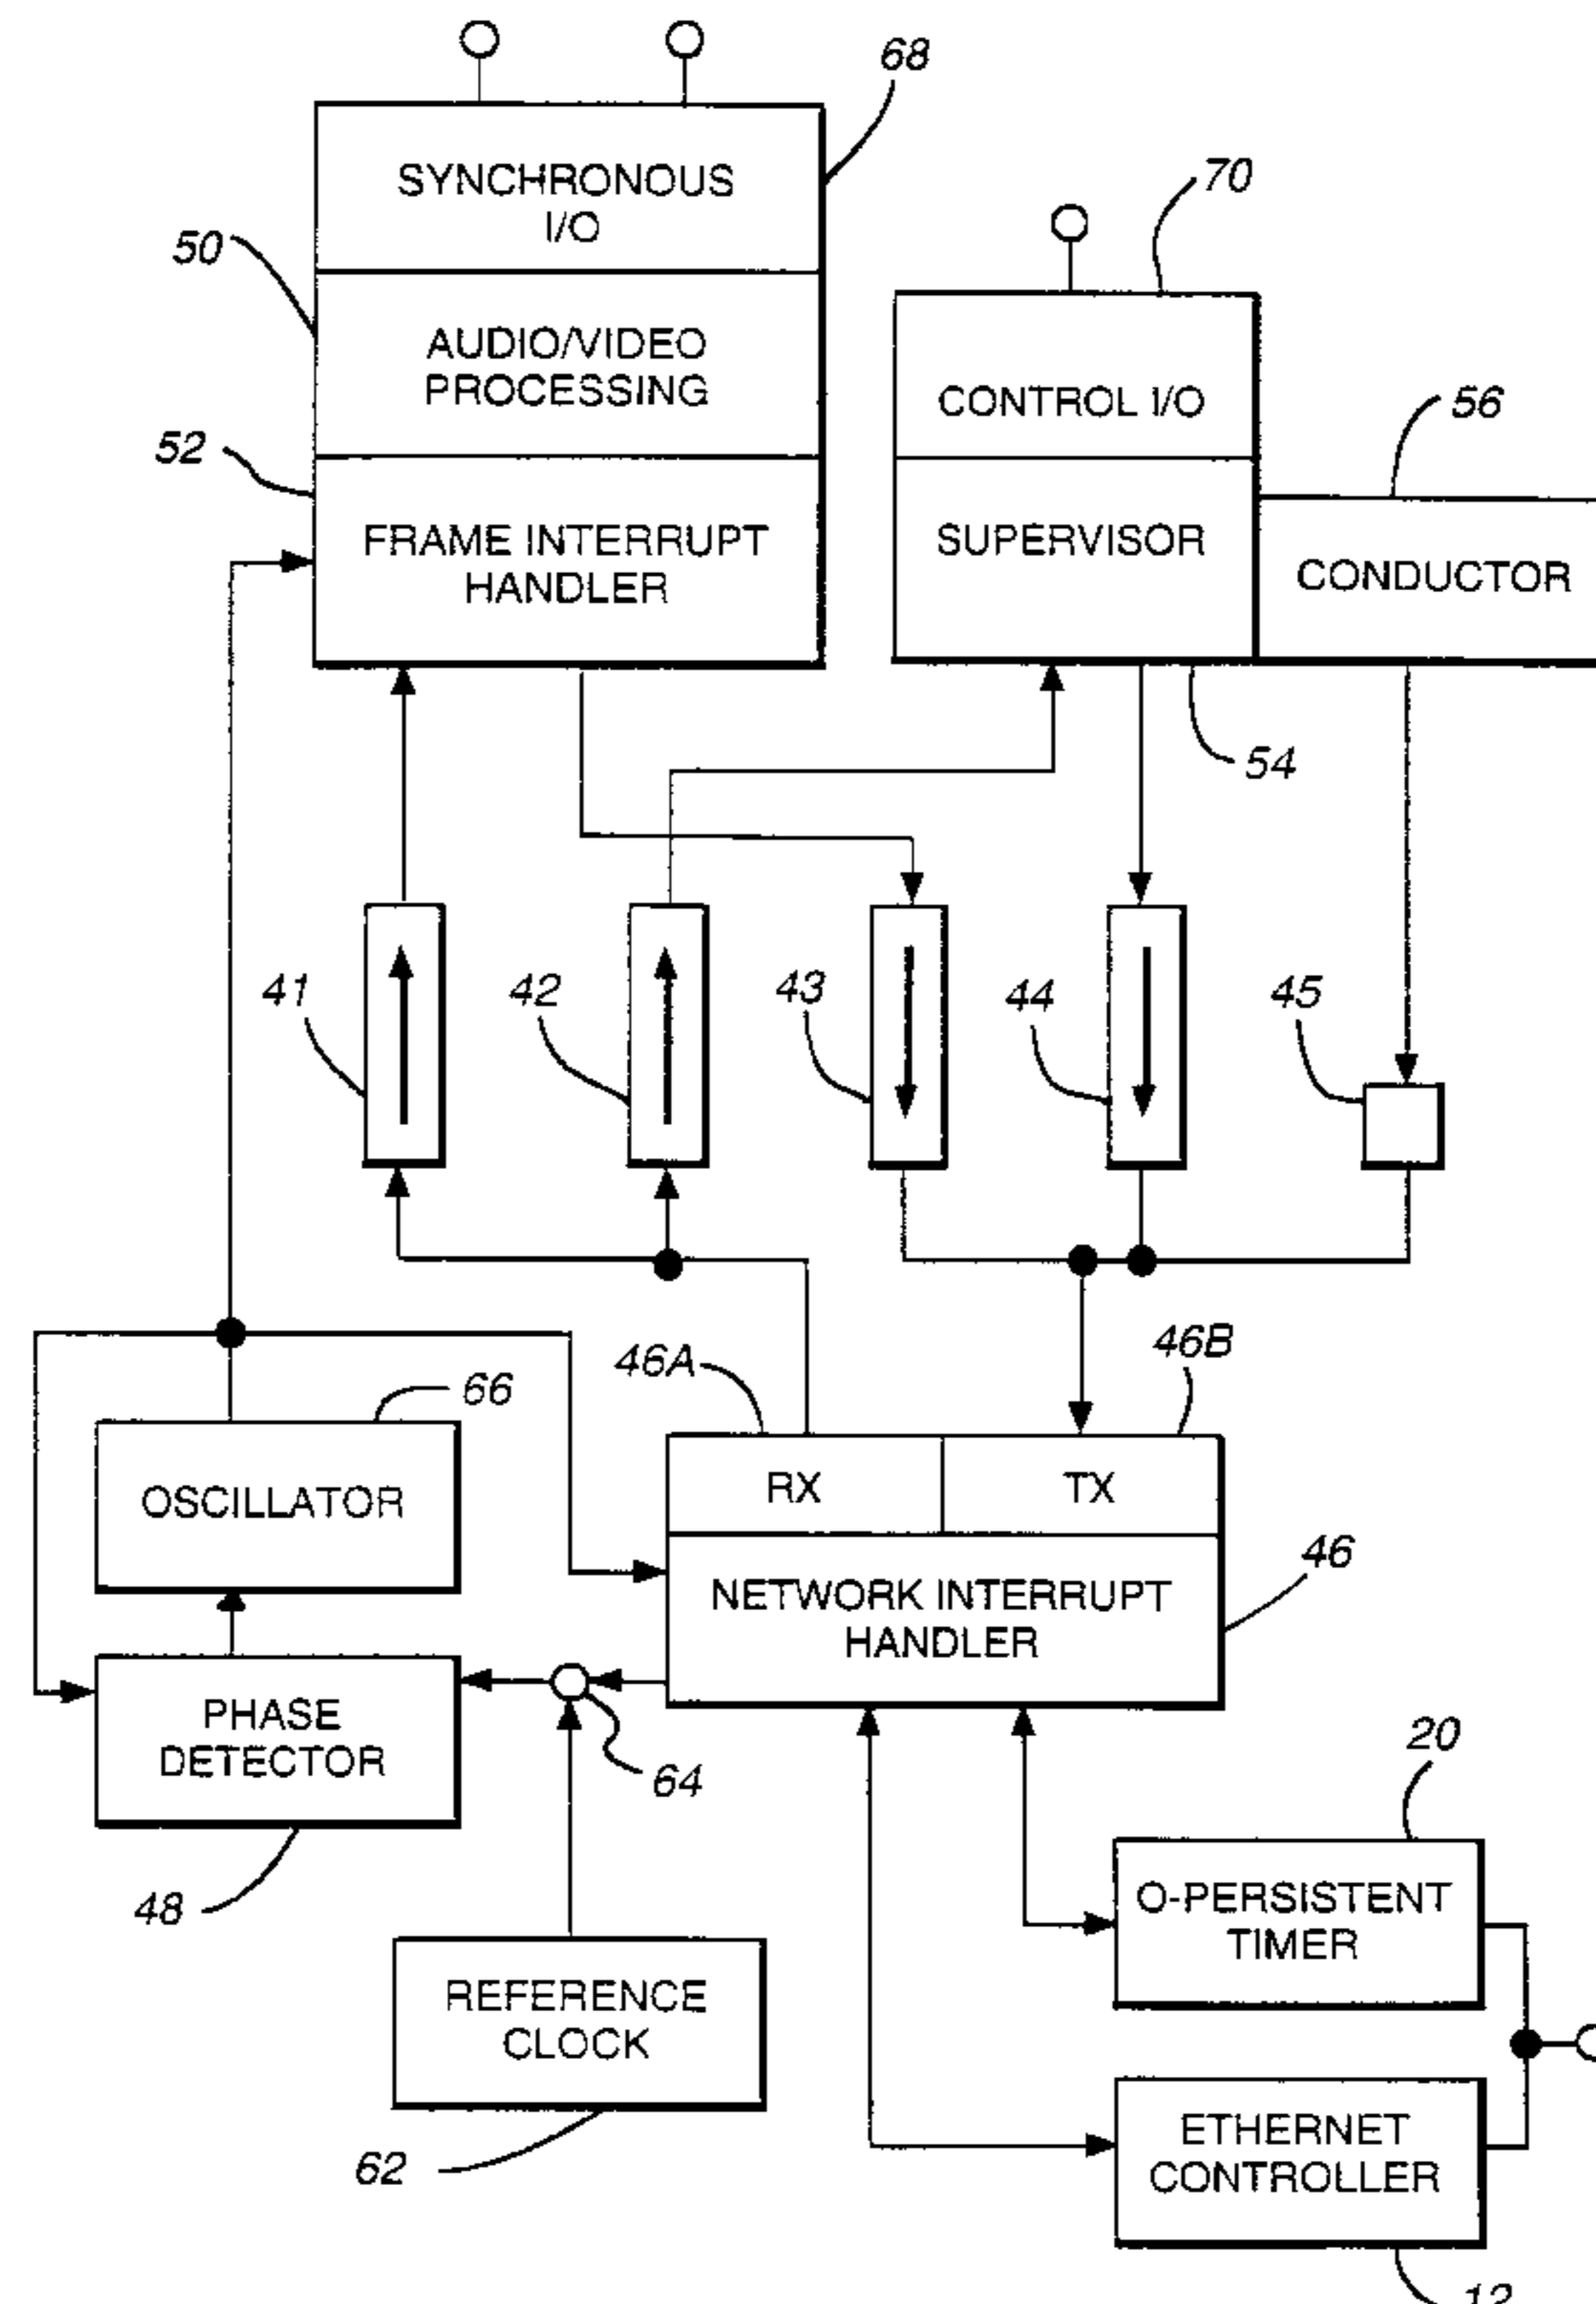 68
SYNCHRONOUS
I/O
70
50
AUDIO/VIDEO
PROCESSING
CONTROL I/O
56
52
FRAME INTERRUPT
HANDLER
SUPERVISOR
CONDUCTOR
54
41
42
43
44
45
46A
46B
66
OSCILLATOR
RX
TX
46
NETWORK INTERRUPT
HANDLER
PHASE
DETECTOR
64
20
48
O-PERSISTENT
TIMER
REFERENCE
CLOCK
ETHERNET
CONTROLLER
62
12